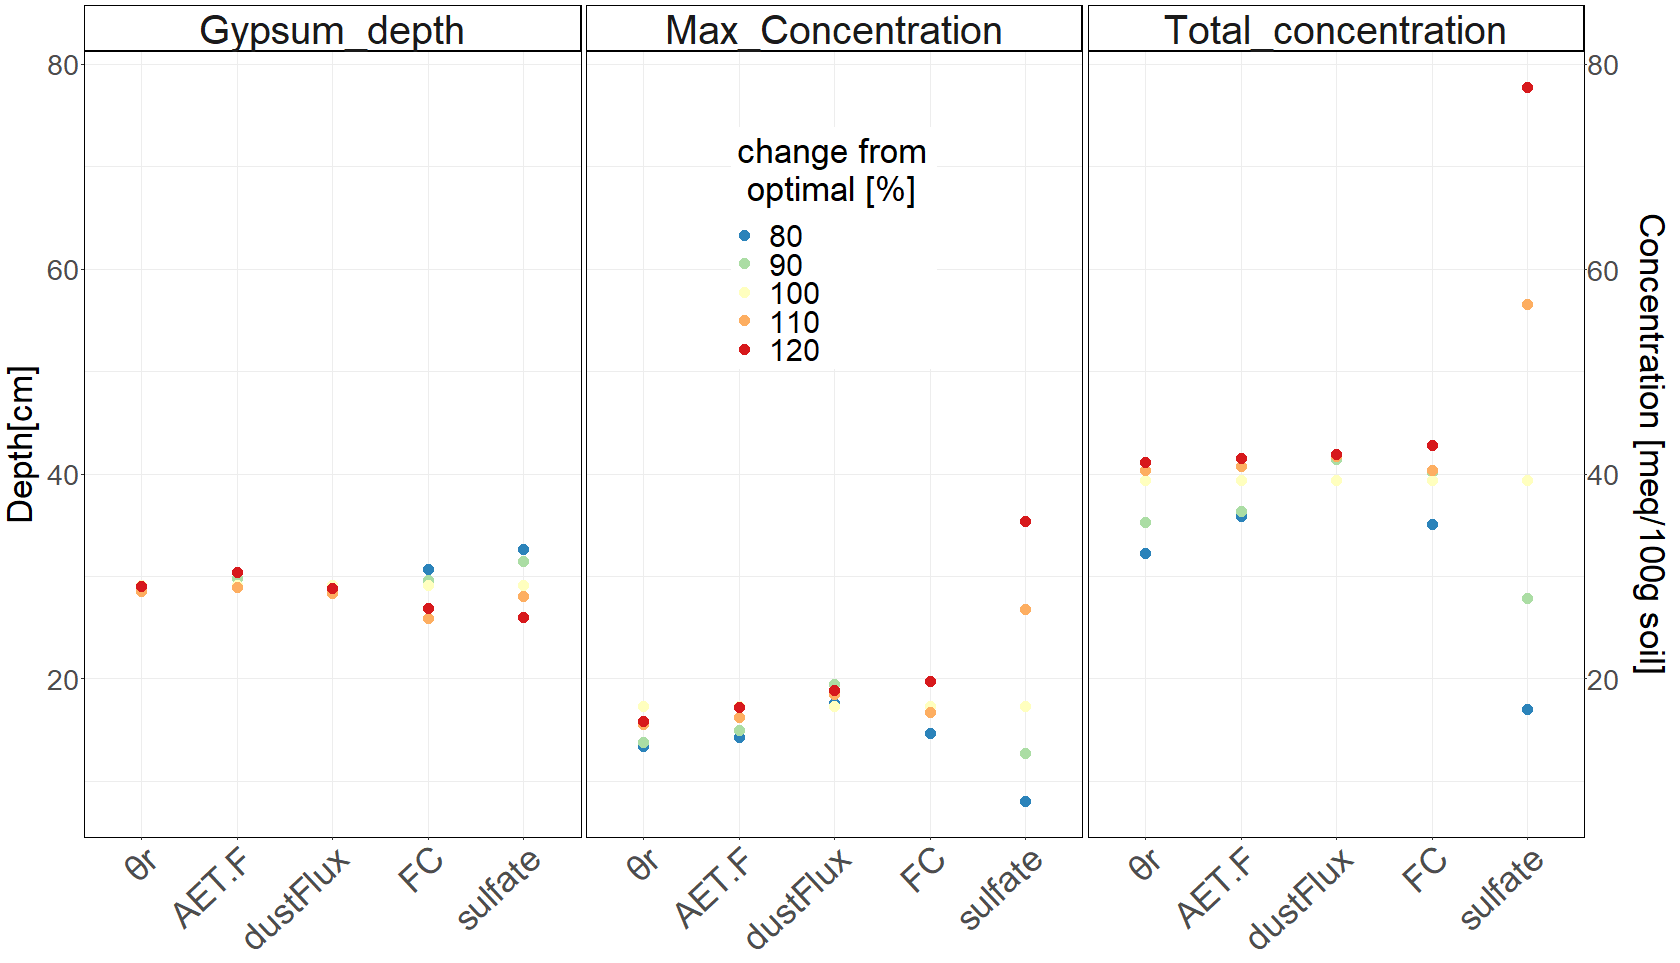 Gypsum_depth Max_Concentration Total_concentration
80 80
60 60
40 40
20 20
Depth[cm]
Concentration [meq/100g soil]
change from
optimal [%]
80
90
100
110
120
θr AET.F dustFlux FC sulfate θr AET.F dustFlux FC sulfate θr AET.F dustFlux FC sulfate